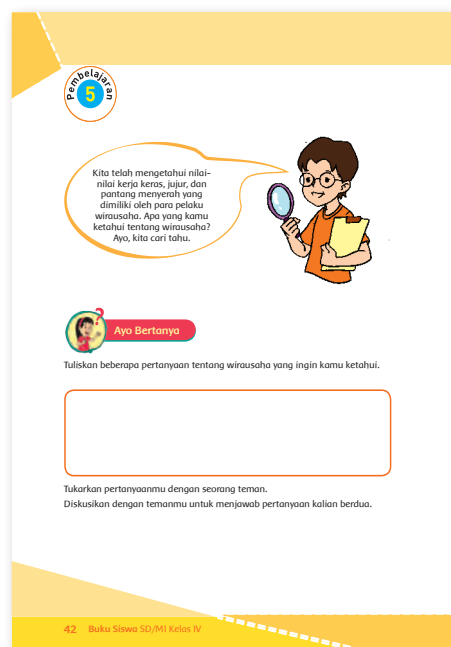 Pembelajaran
5
Kita telah mengetahui nilai-
nilai kerja keras, jujur, dan
pantang menyerah yang
dimiliki oleh para pelaku
wirausaha. Apa yang kamu
ketahui tentang wirausaha?
Ayo, kita cari tahu.
?
Ayo Bertanya
Tuliskan beberapa pertanyaan tentang wirausaha yang ingin kamu ketahui.
Tukarkan pertanyaanmu dengan seorang teman.
Diskusikan dengan temanmu untuk menjawab pertanyaan kalian berdua.
42 Buku Siswa SD/MI Kelas IV